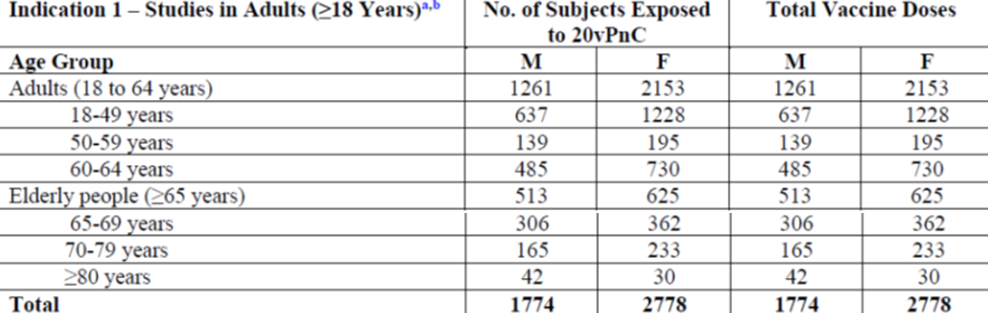 Indication 1 – Studies in Adults (≥18 Years)a,b No. of Subjects Exposed Total Vaccine Doses
to 20vPnC
Age Group M F M F
Adults (18 to 64 years) 1261 2153 1261 2153
18-49 years 637 1228 637 1228
50-59 years 139 195 139 195
60-64 years 485 730 485 730
Elderly people (≥65 years) 513 625 513 625
65-69 years 306 362 306 362
70-79 years 165 233 165 233
≥80 years 42 30 42 30
Total 1774 2778 1774 2778